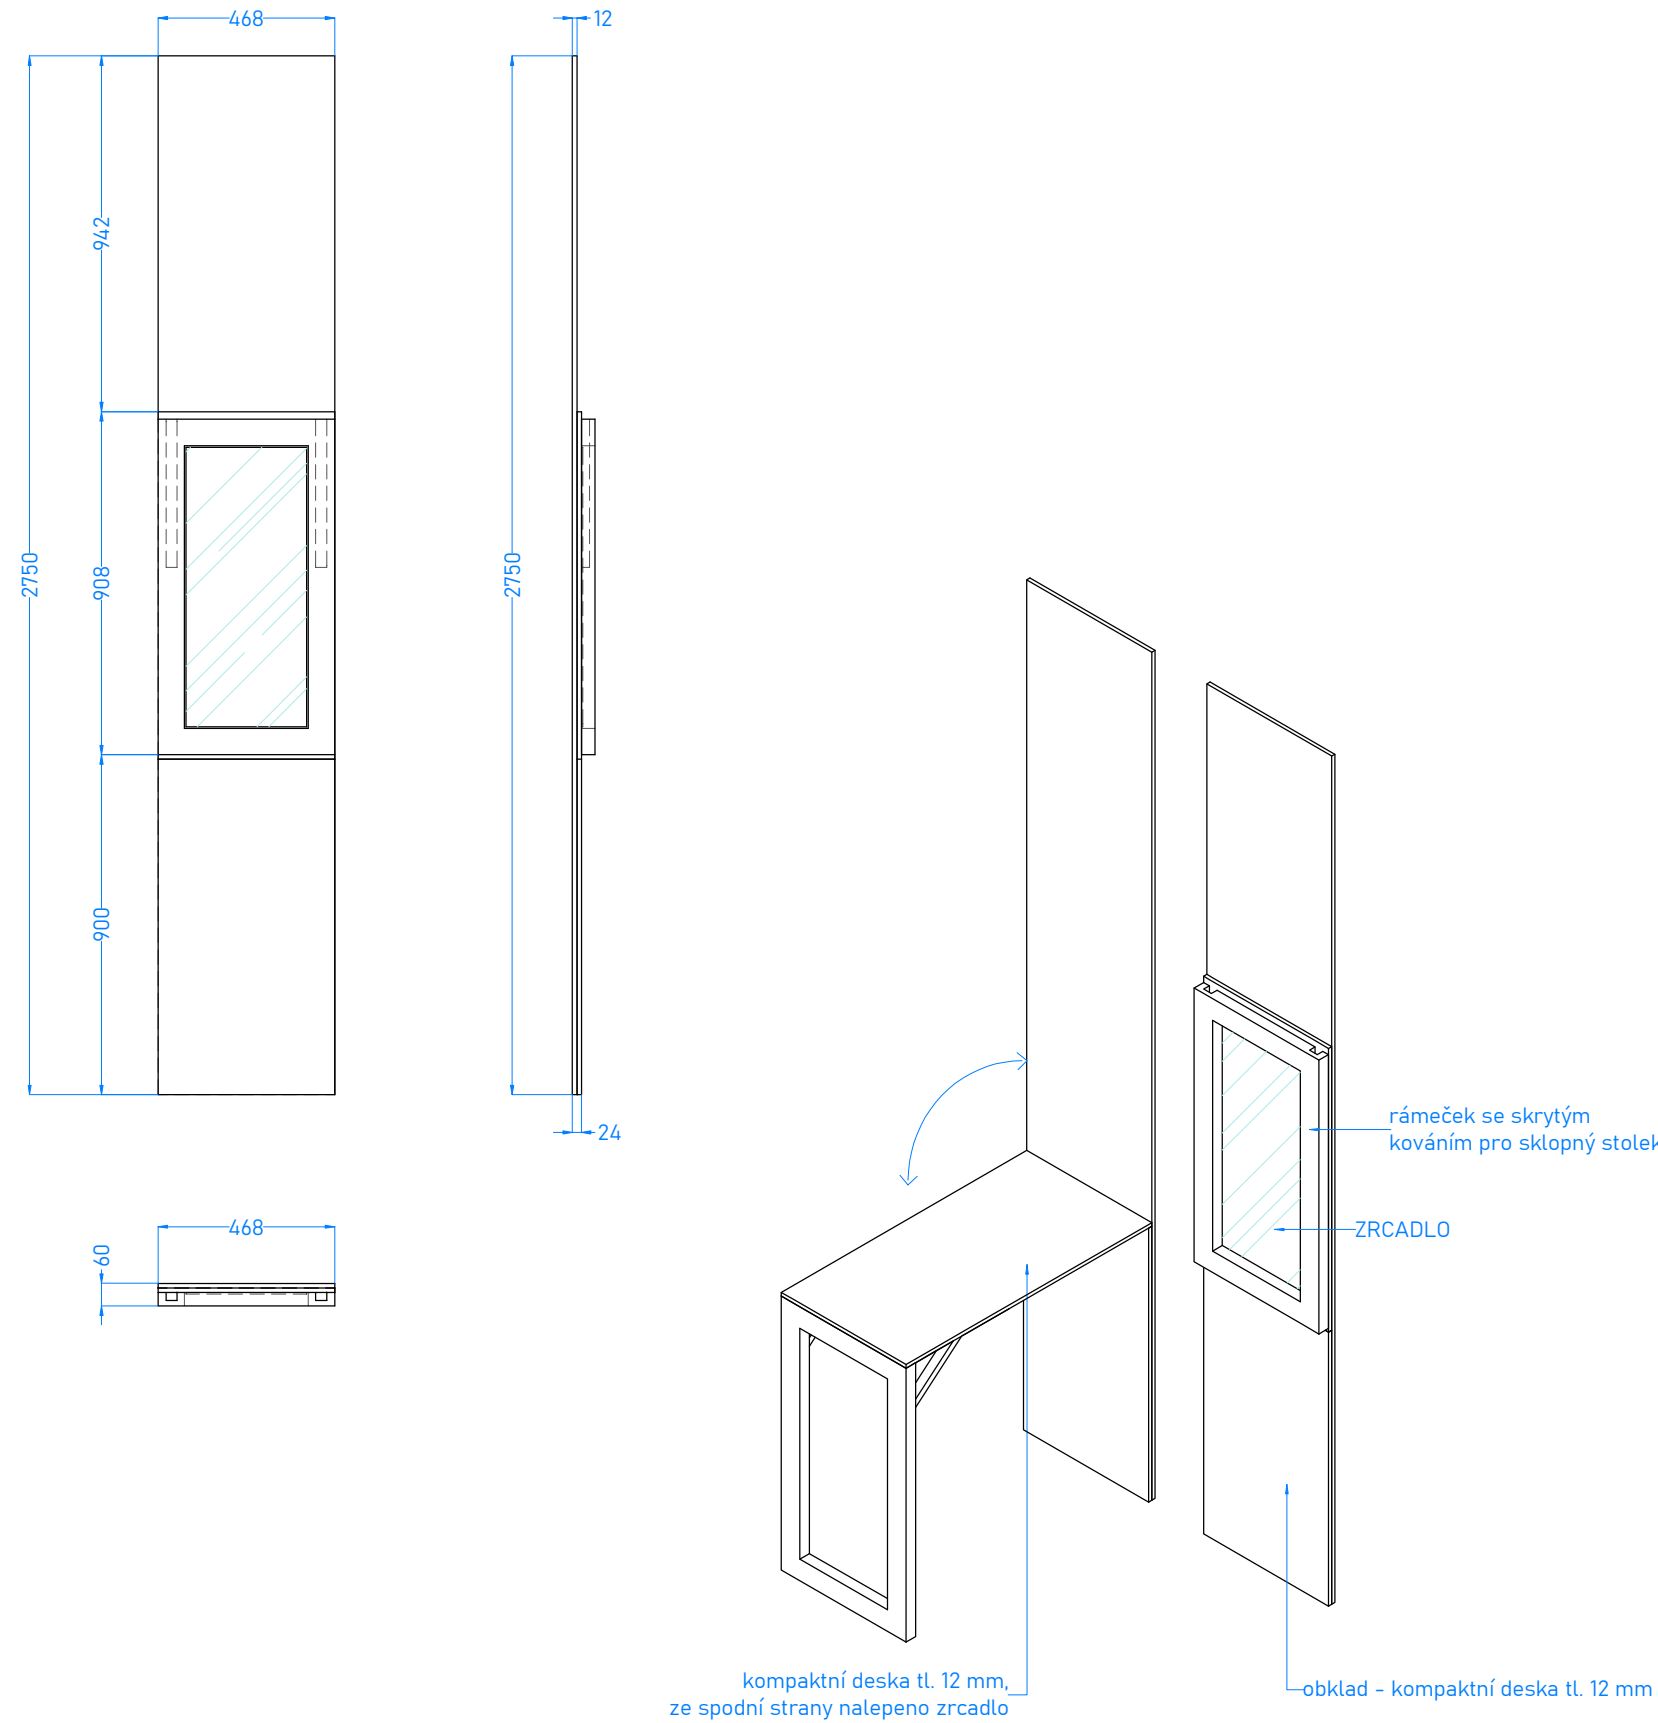 468
12
942
2750
908
2750
900
24
468
60
rámeček se skrytým
kováním pro sklopný stolek
ZRCADLO
kompaktní deska tl. 12 mm,
ze spodní strany nalepeno zrcadlo
obklad - kompaktní deska tl. 12 mm